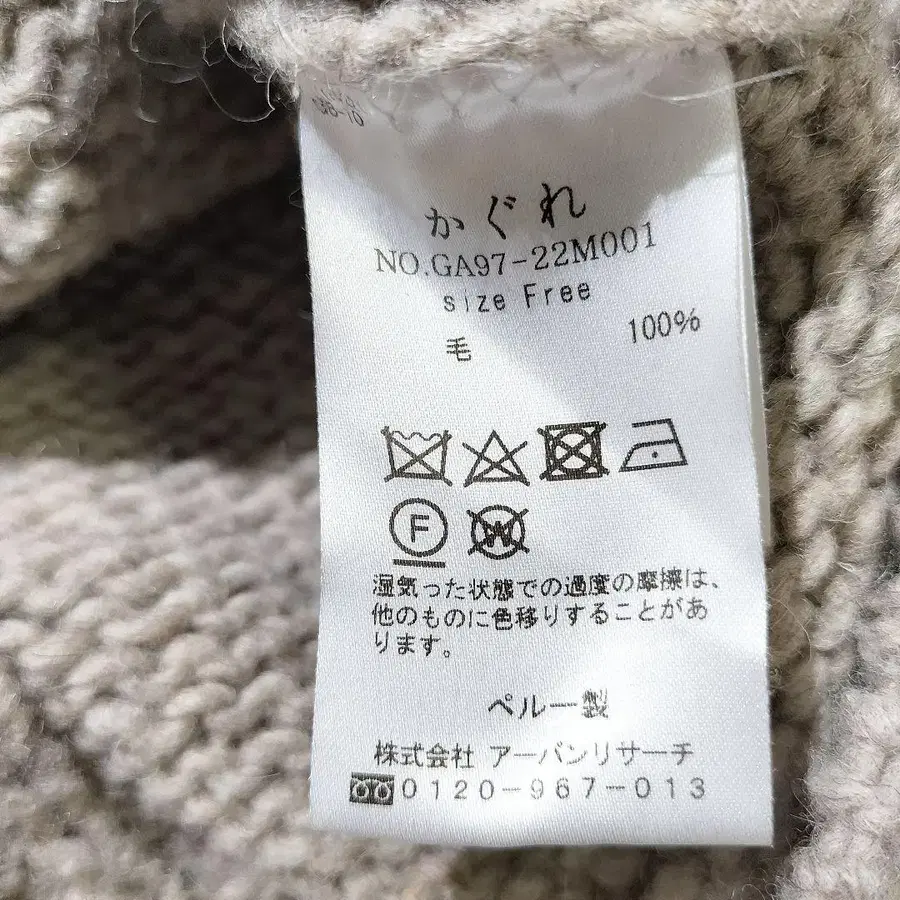 かぐれ
NO.GA97-22M001
size Free
毛 100%
F W
湿気った状態での過度の摩擦は、
他のものに色移りすることがあ
ります。
ペルー製
株式会社 アーバンリサーチ
0120-967-013